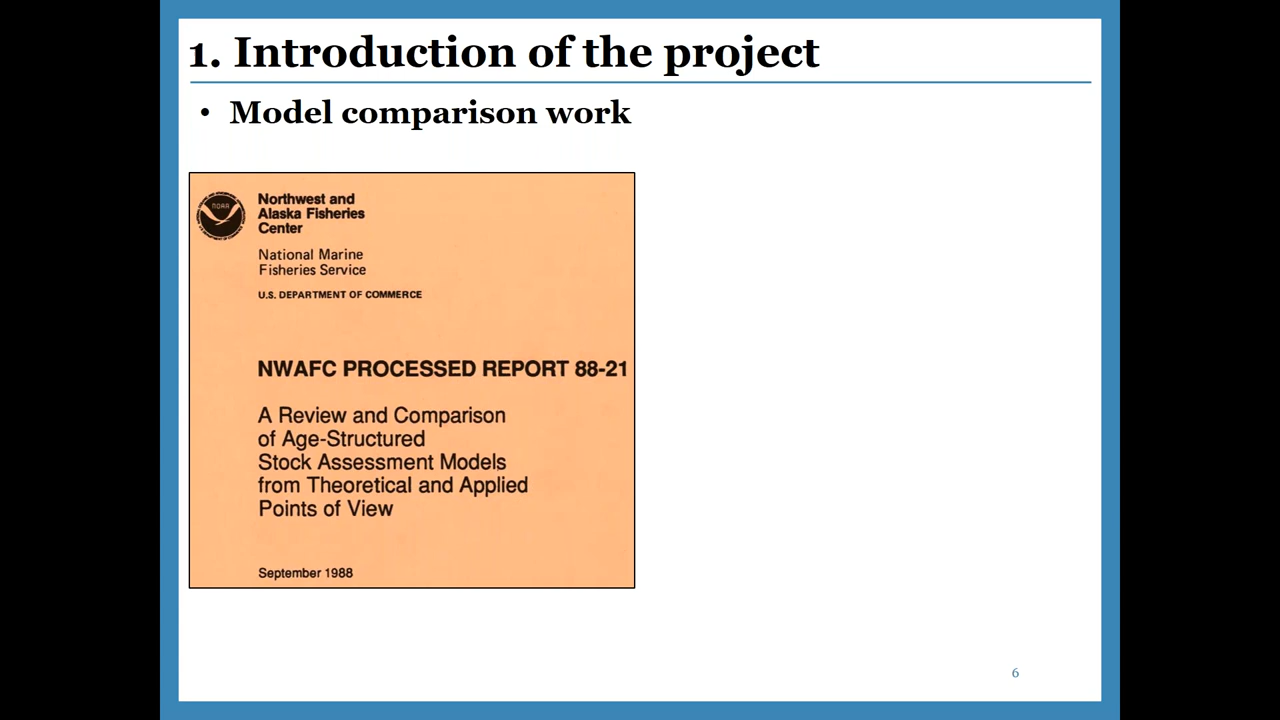 1. Introduction of the project
• Model comparison work
NOAA
Northwest and
Alaska Fisheries
Center
National Marine
Fisheries Service
U.S. DEPARTMENT OF COMMERCE
NWAFC PROCESSED REPORT 88-21
A Review and Comparison
of Age-Structured
Stock Assessment Models
from Theoretical and Applied
Points of View
September 1988
6